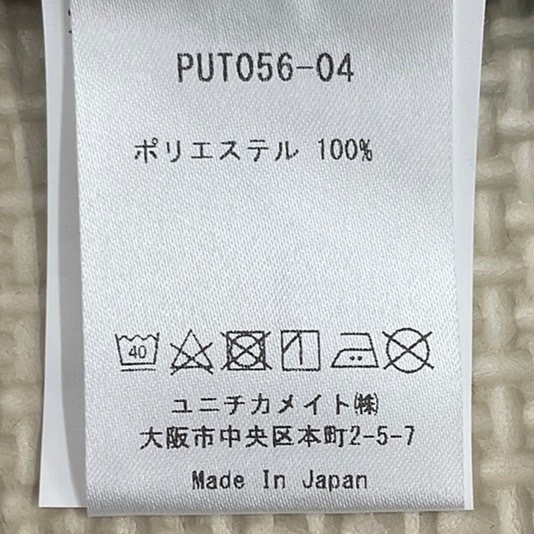 PUT056-04
ポリエステル 100%
40
ユニチカメイト㈱
大阪市中央区本町2-5-7
Made In Japan